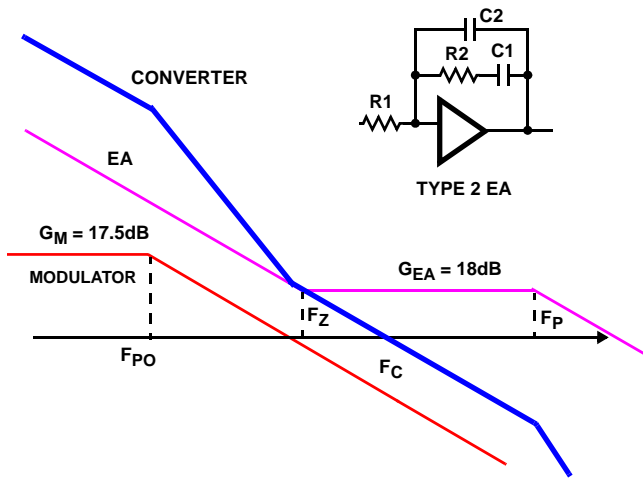 C2
R2
C1
R1
CONVERTER
EA
TYPE 2 EA
GM = 17.5dB
GEA = 18dB
MODULATOR
FZ
FP
FPO
FC